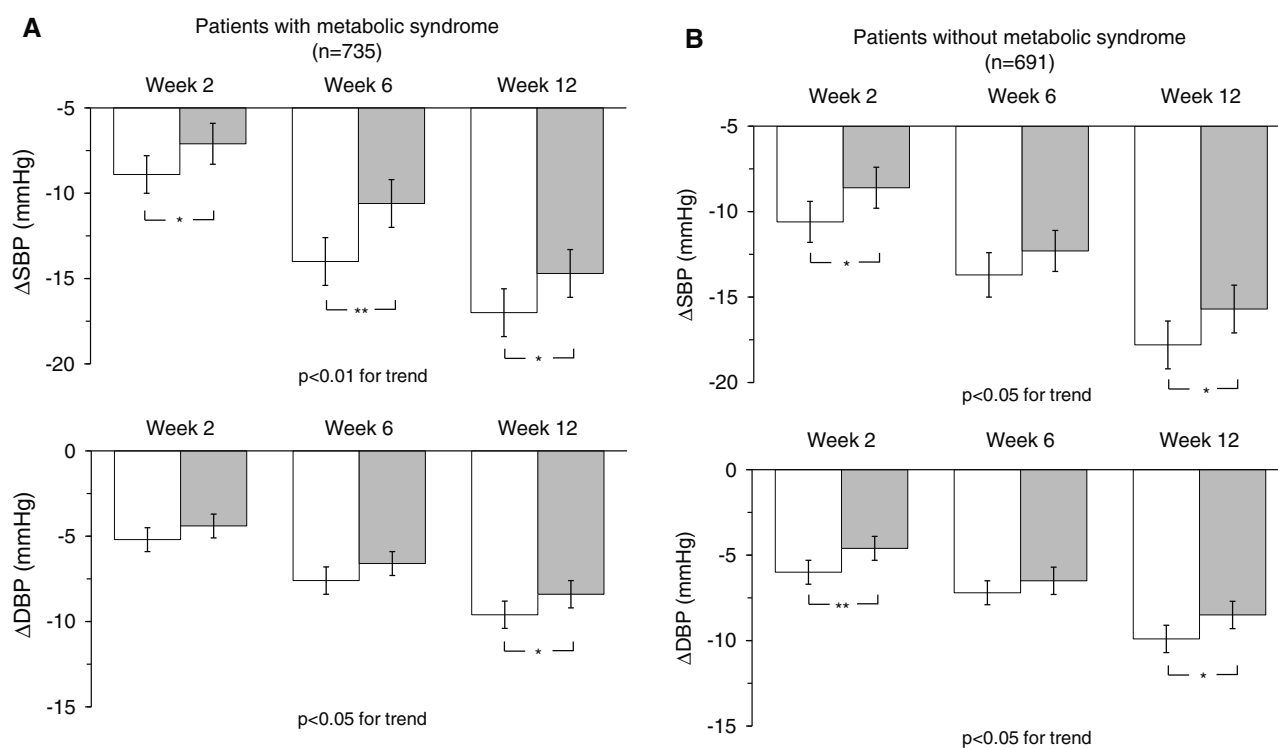 A
Patients with metabolic syndrome
(n=735)
Week 2 Week 6 Week 12
-5
-10
-15
-20
ΔSBP (mmHg)
*
**
*
p<0.01 for trend
Week 2 Week 6 Week 12
0
-5
-10
-15
ΔDBP (mmHg)
*
p<0.05 for trend
B
Patients without metabolic syndrome
(n=691)
Week 2 Week 6 Week 12
-5
-10
-15
-20
ΔSBP (mmHg)
*
*
p<0.05 for trend
Week 2 Week 6 Week 12
0
-5
-10
-15
ΔDBP (mmHg)
**
*
p<0.05 for trend